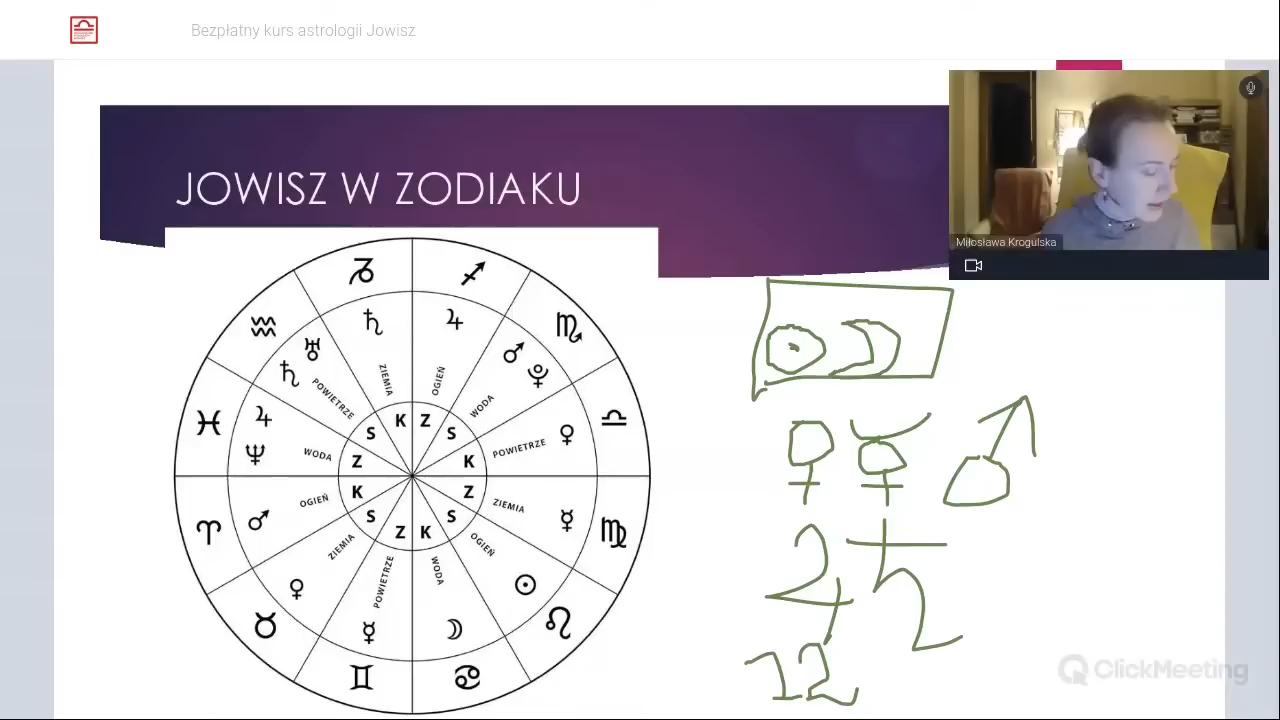 Bezpłatny kurs astrologii Jowisz
JOWISZ W ZODIAKU
Miłosława Krogulska
ZIEMIA
OGIEŃ
POWIETRZE
WODA
K
Z
S
S
WODA
POWIETRZE
Z
K
OGIEŃ
ZIEMIA
K
Z
S
S
ZIEMIA
OGIEŃ
Z
K
POWIETRZE
WODA
12
ClickMeeting